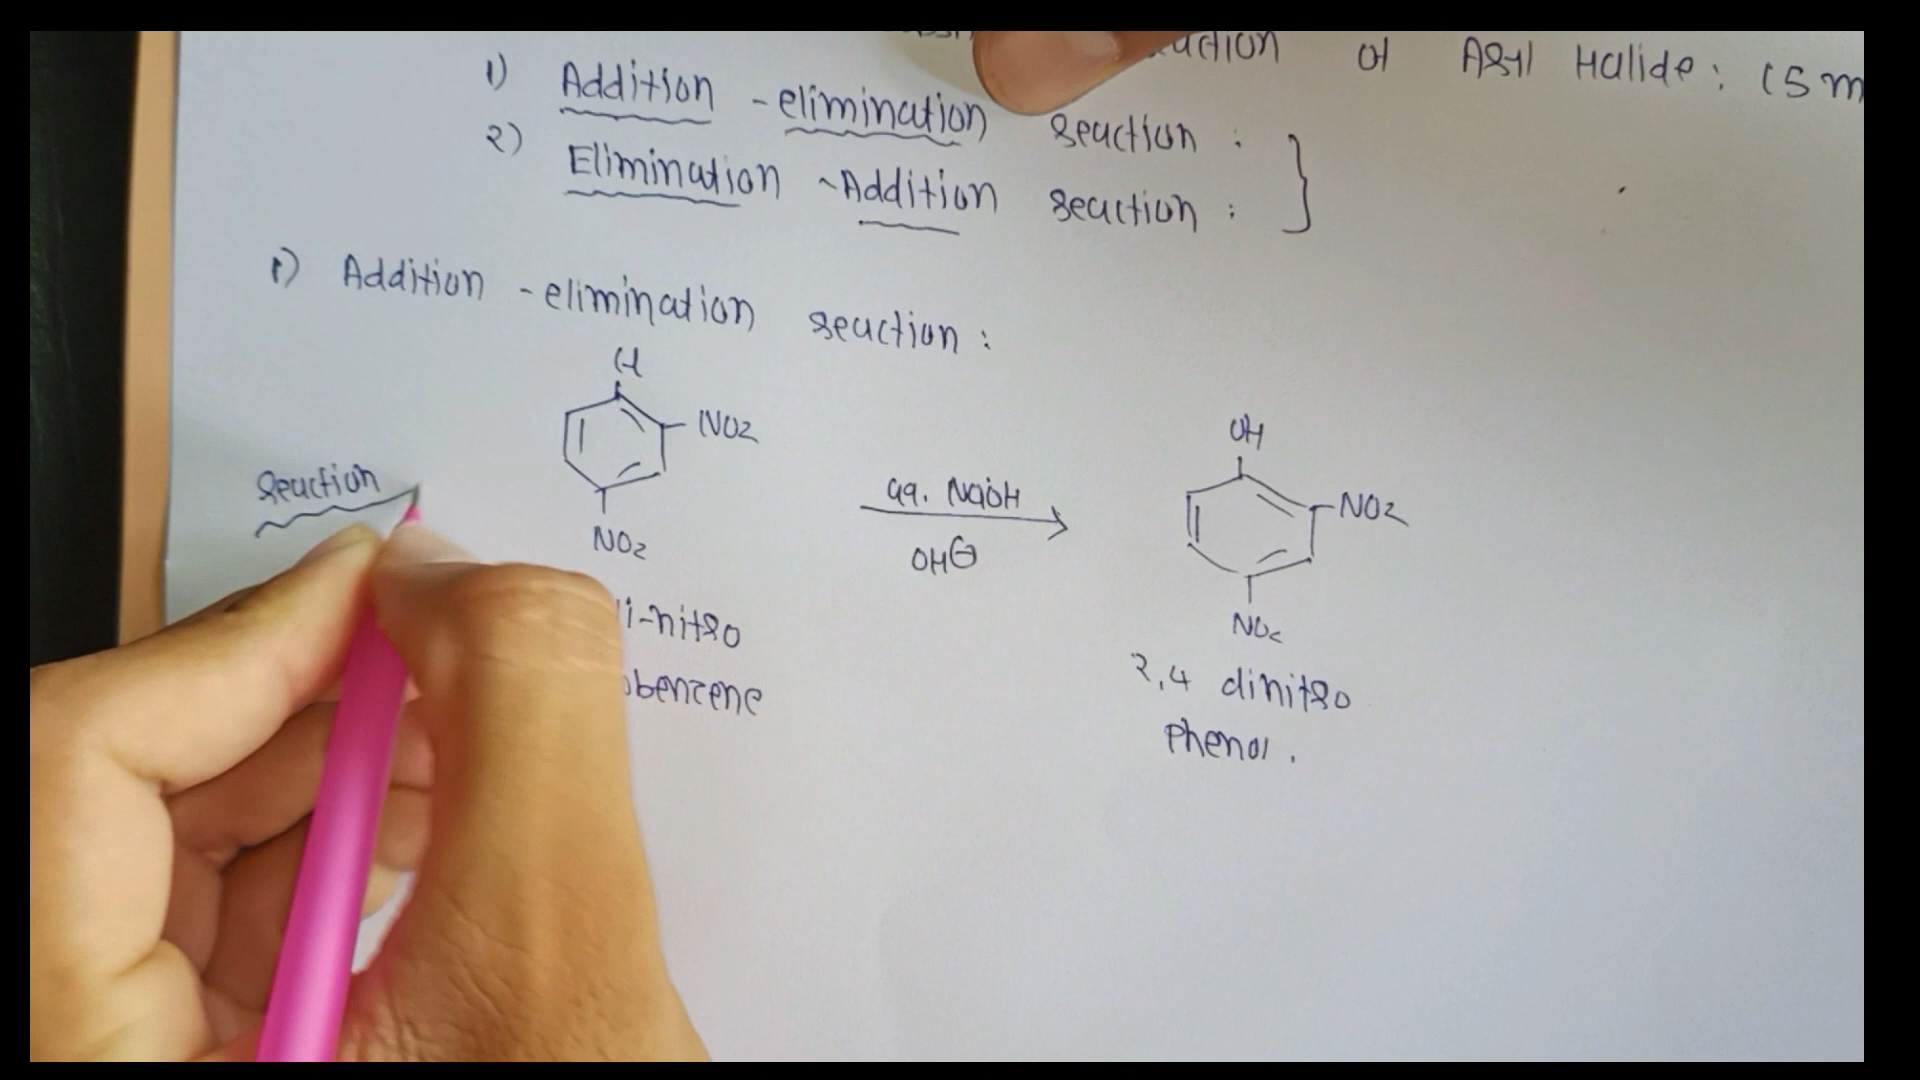 of Aryl Halide: (5 m
1) Addition - elimination reaction :
2) Elimination - Addition reaction :
1) Addition - elimination reaction :
Cl
NO2
Reaction
NO2
aq. NaOH
OH⊖
OH
NO2
NO2
i-nitro
benzene
2,4 dinitro
Phenol.